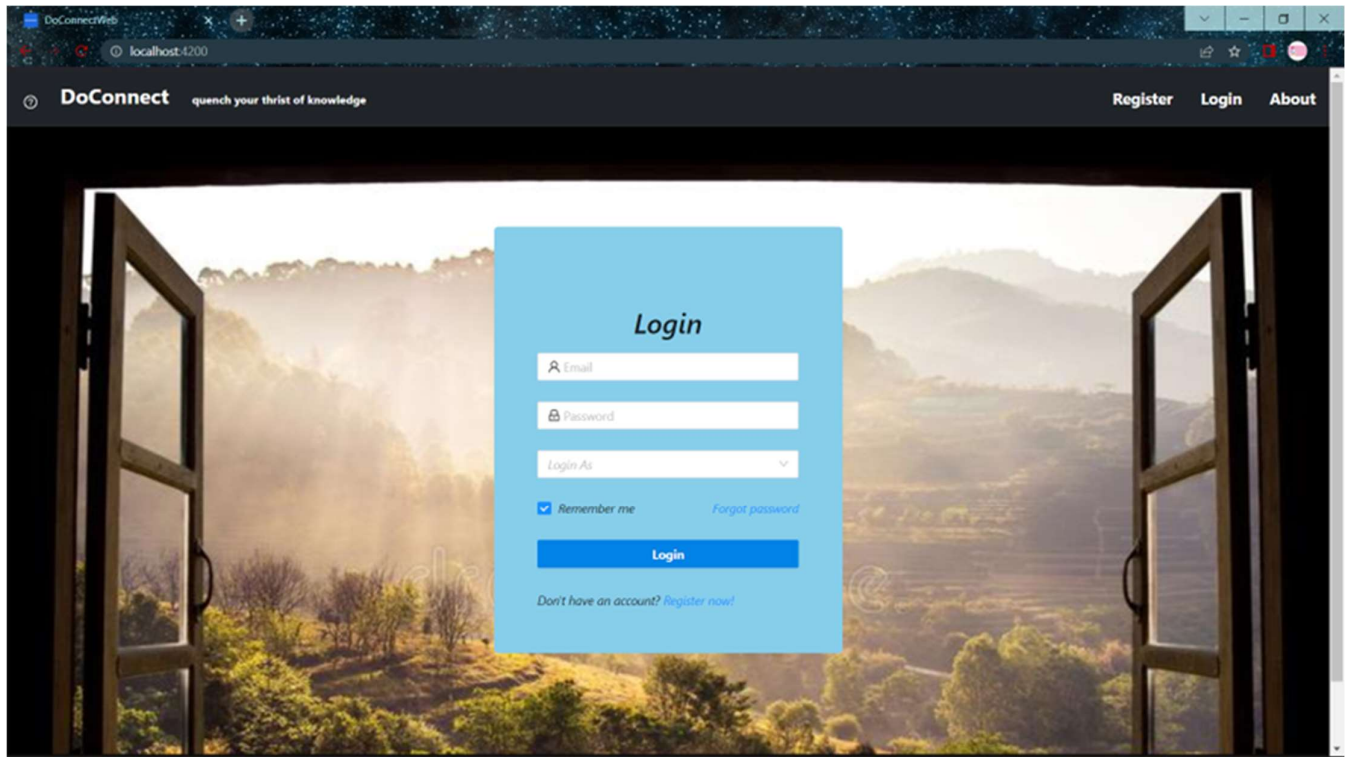 DoConnectWeb
localhost:4200
DoConnect quench your thrist of knowledge Register Login About
Login
Email
Password
Login As
Remember me Forgot password
Login
Don't have an account? Register now!